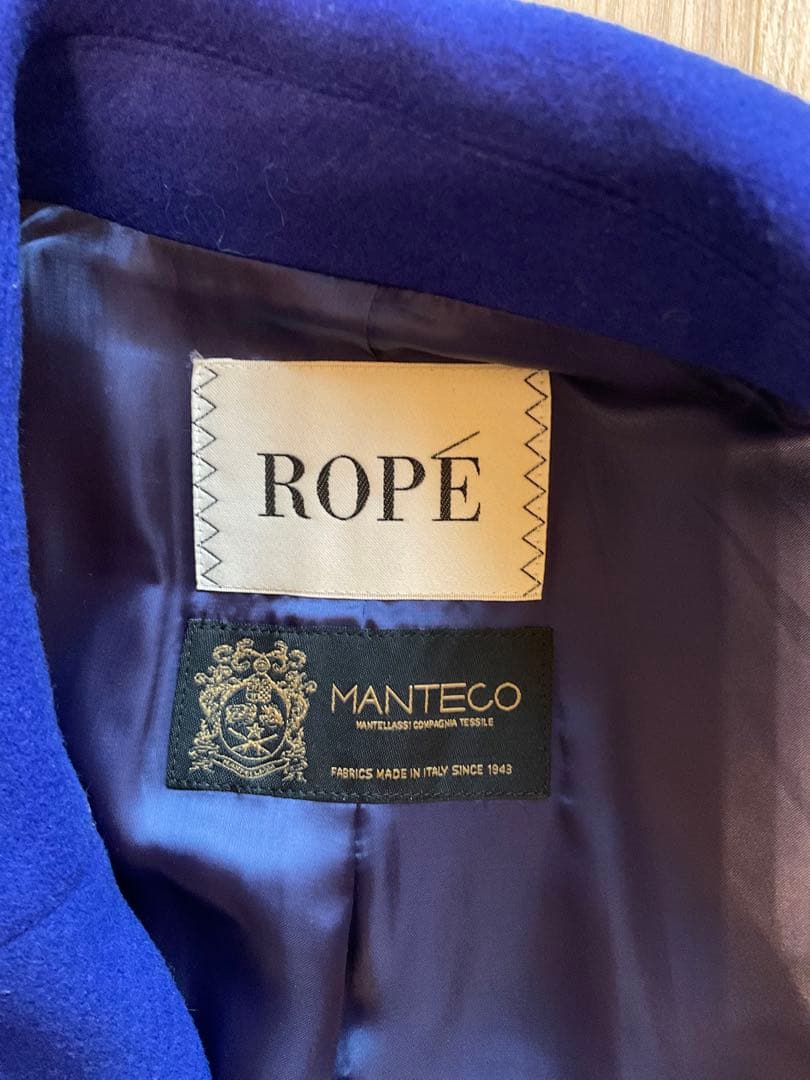 ROPÉ
MANTECO
MANTELLASSI COMPAGNIA TESSILE
FABRICS MADE IN ITALY SINCE 1943